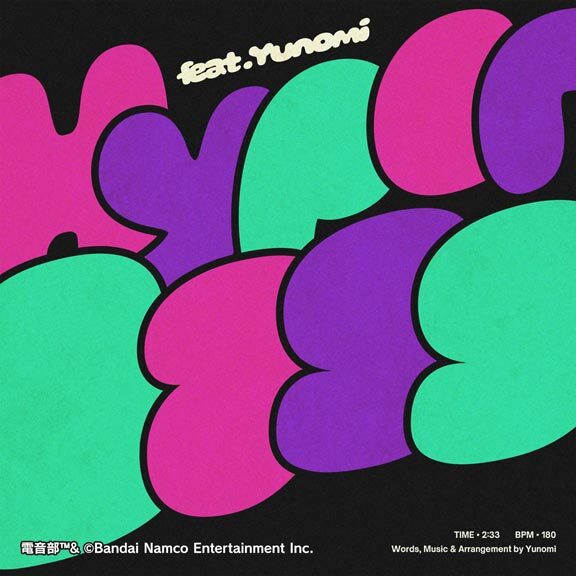 feat.Yunomi
TIME • 2:33 BPM • 180
電音部™& ©Bandai Namco Entertainment Inc.
Words, Music & Arrangement by Yunomi